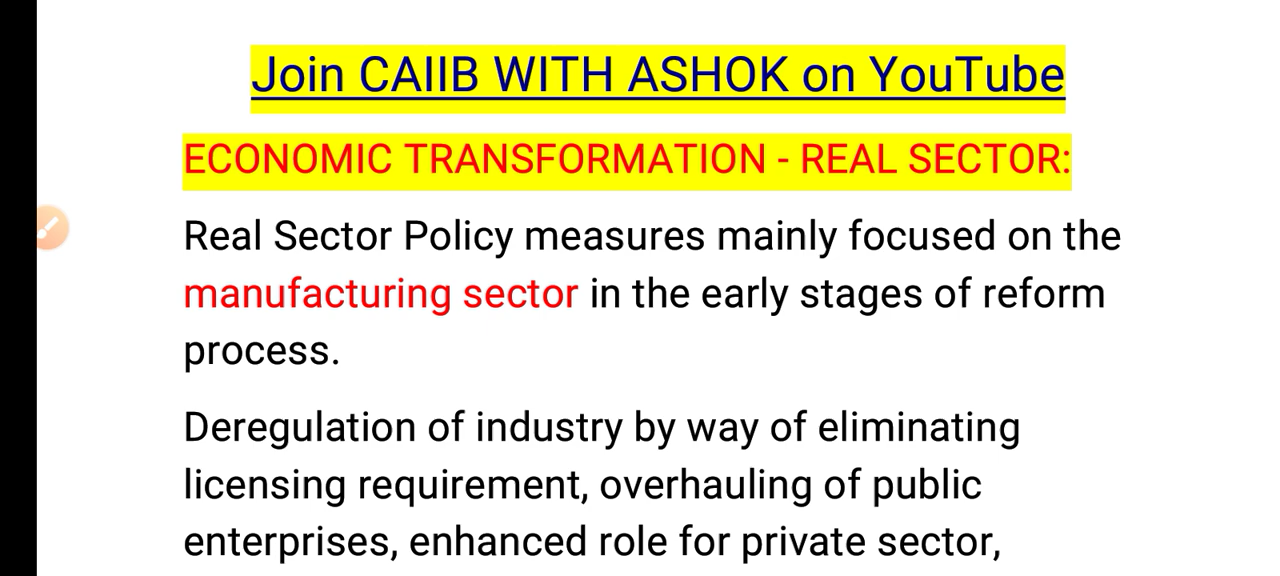 Join CAIIB WITH ASHOK on YouTube
ECONOMIC TRANSFORMATION - REAL SECTOR:
Real Sector Policy measures mainly focused on the
manufacturing sector in the early stages of reform
process.
Deregulation of industry by way of eliminating
licensing requirement, overhauling of public
enterprises, enhanced role for private sector,